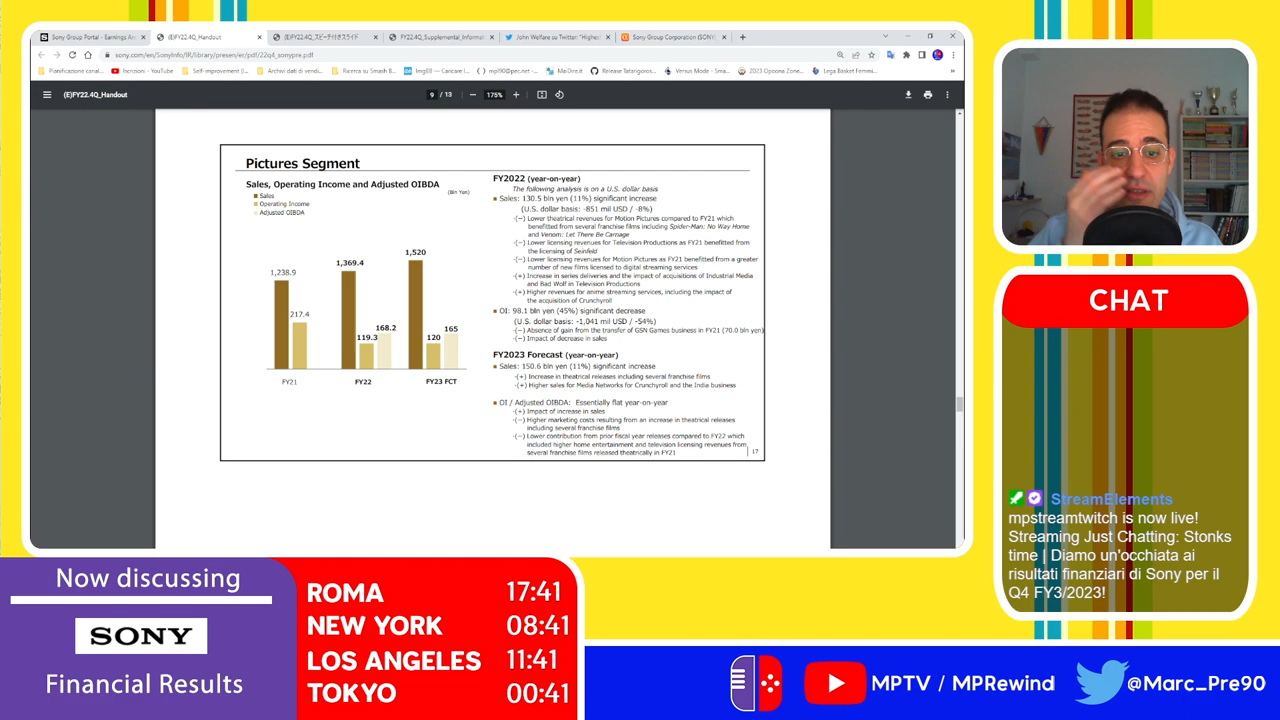 Sony Group Portal - Earnings An
(E)FY22.4Q_Handout
FY22.4Q_Supplemental_Informat
John Welfare su Twitter: "Highes
Sony Group Corporation (SONY)
sony.com/en/SonyInfo/IR/library/presen/er/pdf/22q4_sonypre.pdf
Pianificazione canal...
Iscrizioni - YouTube
Self-improvement (I...
Archivi dati di vendi...
Ricerca su Smash B...
ImgBB — Caricare I...
mpl90@pec.net -...
MaiDire.it
Release Tatarigoros...
Versus Mode - Sma...
2023 Opoona Zone...
Lega Basket Femmi...
»
(E)FY22.4Q_Handout
9 / 13
175%
Pictures Segment
Sales, Operating Income and Adjusted OIBDA
(Bln Yen)
Sales
Operating Income
Adjusted OIBDA
1,238.9
217.4
1,369.4
119.3
168.2
1,520
120
165
FY21
FY22
FY23 FCT
FY2022 (year-on-year)
The following analysis is on a U.S. dollar basis
Sales: 130.5 bln yen (11%) significant increase
(U.S. dollar basis: -851 mil USD / -8%)
·(−) Lower theatrical revenues for Motion Pictures compared to FY21 which
benefitted from several franchise films including Spider-Man: No Way Home
and Venom: Let There Be Carnage
·(−) Lower licensing revenues for Television Productions as FY21 benefitted from
the licensing of Seinfeld
·(−) Lower licensing revenues for Motion Pictures as FY21 benefitted from a greater
number of new films licensed to digital streaming services
·(+) Increase in series deliveries and the impact of acquisitions of Industrial Media
and Bad Wolf in Television Productions
·(+) Higher revenues for anime streaming services, including the impact of
the acquisition of Crunchyroll
OI: 98.1 bln yen (45%) significant decrease
(U.S. dollar basis: -1,041 mil USD / -54%)
·(−) Absence of gain from the transfer of GSN Games business in FY21 (70.0 bln yen)
·(−) Impact of decrease in sales
FY2023 Forecast (year-on-year)
Sales: 150.6 bln yen (11%) significant increase
·(+) Increase in theatrical releases including several franchise films
·(+) Higher sales for Media Networks for Crunchyroll and the India business
OI / Adjusted OIBDA: Essentially flat year-on-year
·(+) Impact of increase in sales
·(−) Higher marketing costs resulting from an increase in theatrical releases
including several franchise films
·(−) Lower contribution from prior fiscal year releases compared to FY22 which
included higher home entertainment and television licensing revenues from
several franchise films released theatrically in FY21
17
CHAT
StreamElements
mpstreamtwitch is now live!
Streaming Just Chatting: Stonks
time | Diamo un'occhiata ai
risultati finanziari di Sony per il
Q4 FY3/2023!
Now discussing
SONY
Financial Results
ROMA 17:41
NEW YORK 08:41
LOS ANGELES 11:41
TOKYO 00:41
MPTV / MPRewind
@Marc_Pre90